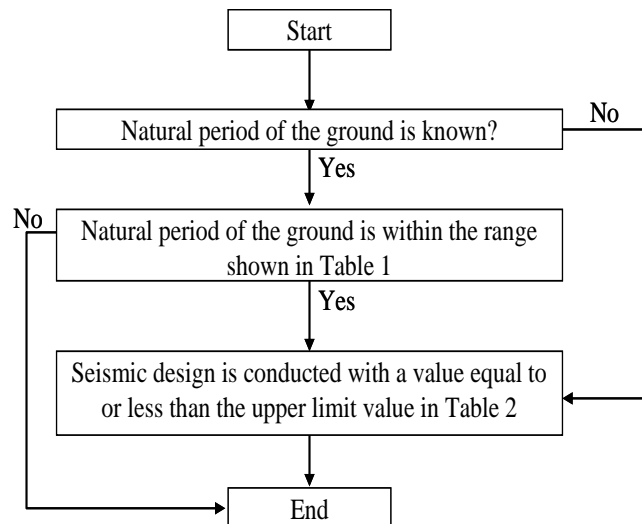 Start
Natural period of the ground is known?
No
Yes
No
Natural period of the ground is within the range
shown in Table 1
Yes
Seismic design is conducted with a value equal to
or less than the upper limit value in Table 2
End